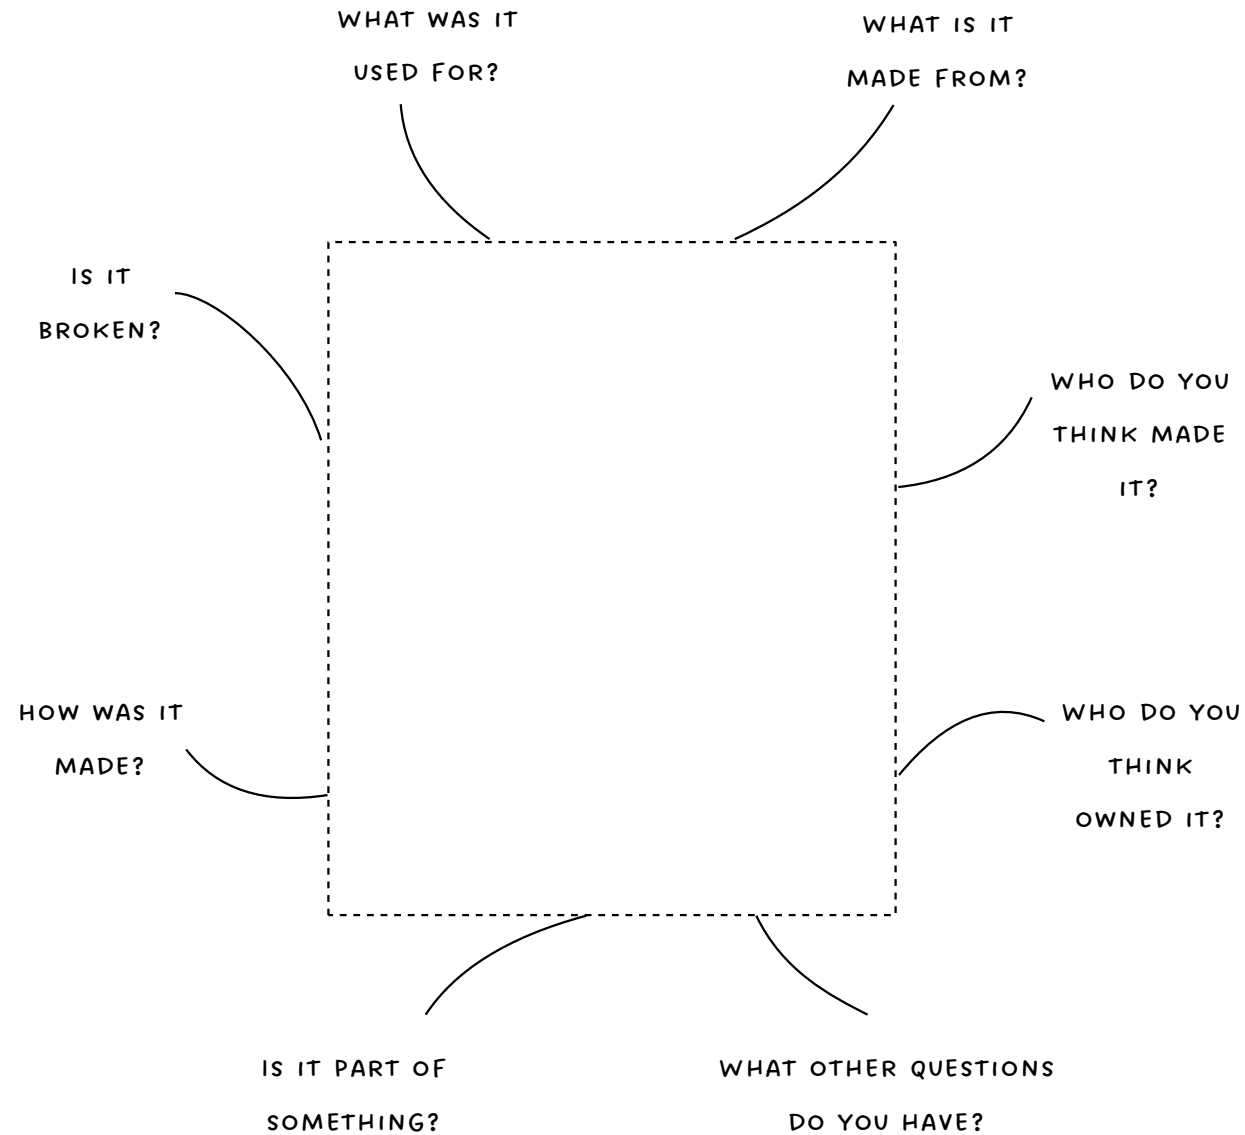 WHAT WAS IT
USED FOR?
WHAT IS IT
MADE FROM?
IS IT
BROKEN?
WHO DO YOU
THINK MADE
IT?
HOW WAS IT
MADE?
WHO DO YOU
THINK
OWNED IT?
IS IT PART OF
SOMETHING?
WHAT OTHER QUESTIONS
DO YOU HAVE?